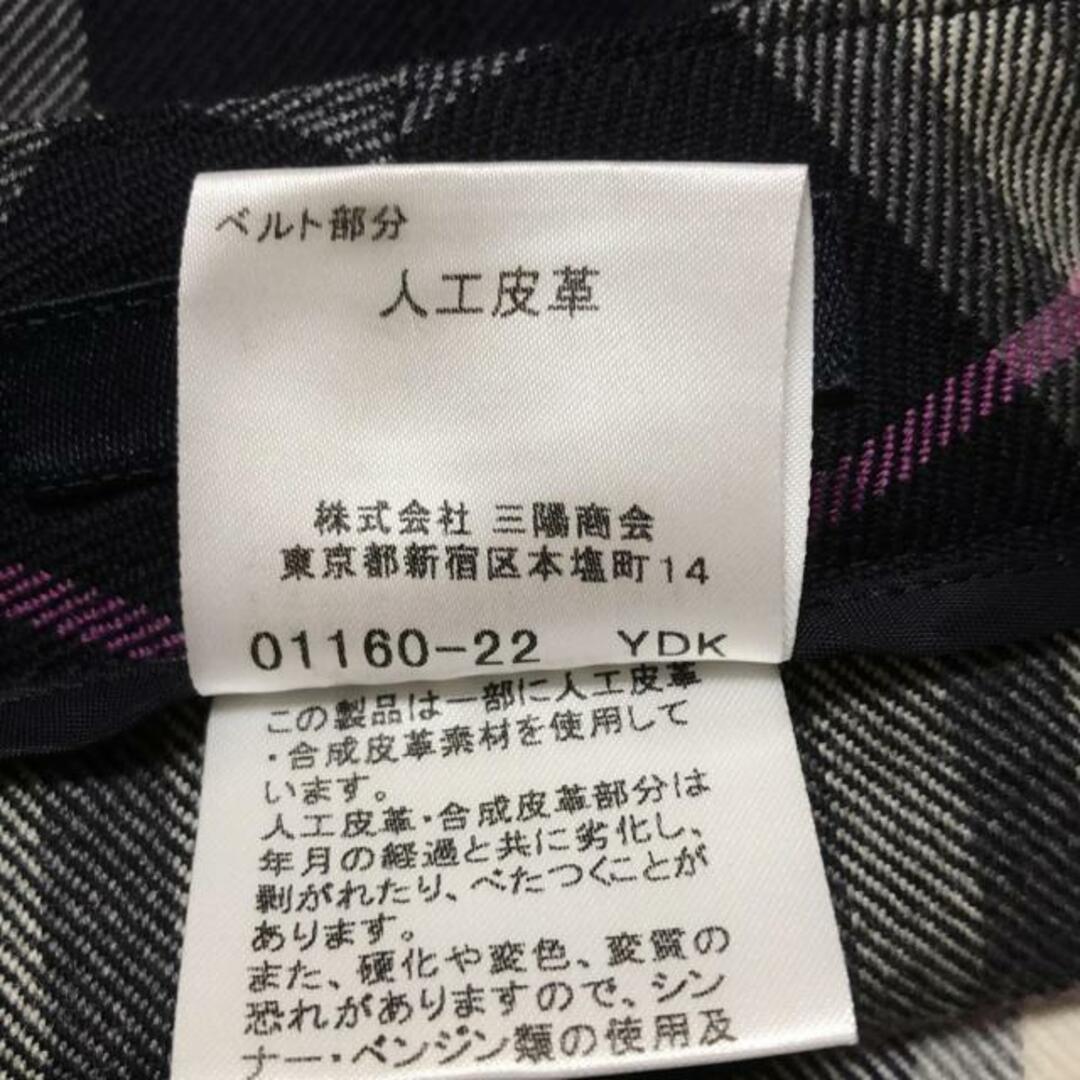 ベルト部分
人工皮革
株式会社 三陽商会
東京都新宿区本塩町14
01160-22 YDK
この製品は一部に人工皮革
・合成皮革素材を使用して
います。
人工皮革・合成皮革部分は
年月の経過と共に劣化し、
剥がれたり、べたつくことが
あります。
また、硬化や変色、変質の
恐れがありますので、シン
ナー・ベンジン類の使用及